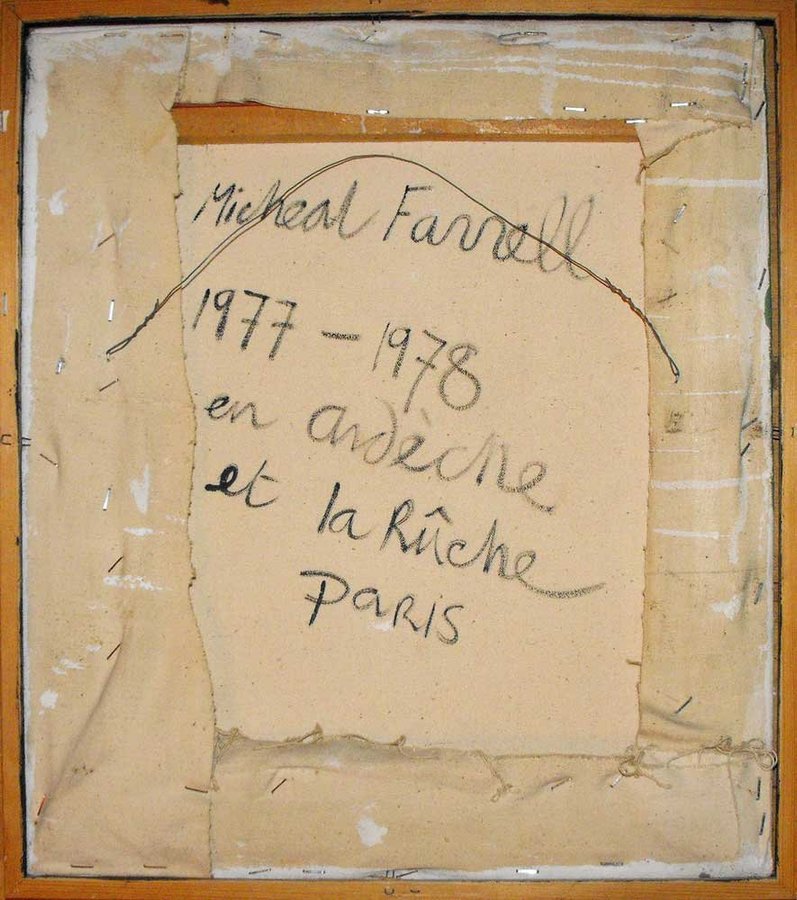 Micheal Farrell
1977 - 1978
en ardèche
et la Rûche
PARIS